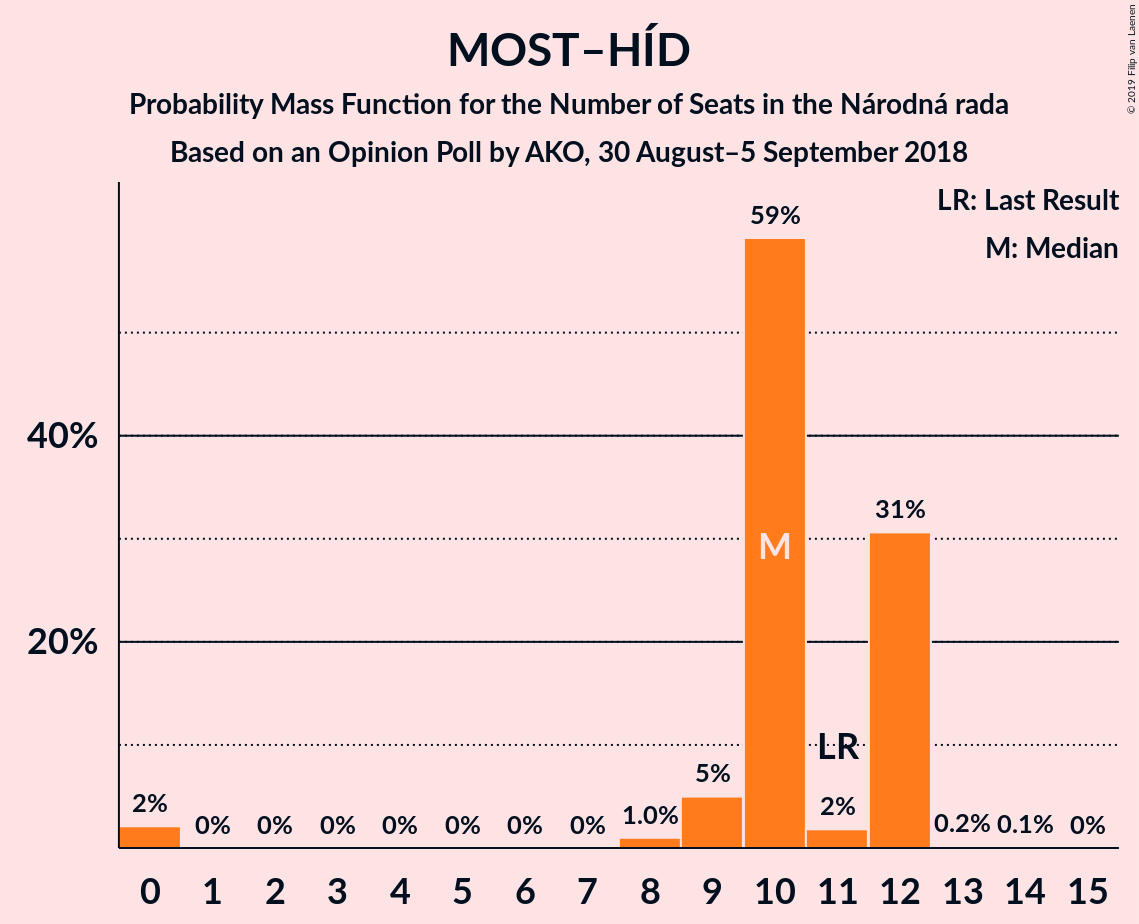 MOST–HÍD
Probability Mass Function for the Number of Seats in the Národná rada
Based on an Opinion Poll by AKO, 30 August–5 September 2018
© 2019 Filip van Laenen
LR: Last Result
M: Median
59%
40%
31%
M
20%
LR
2% 0% 0% 0% 0% 0% 0% 0% 1.0% 5% 2% 0.2% 0.1% 0%
0 1 2 3 4 5 6 7 8 9 10 11 12 13 14 15